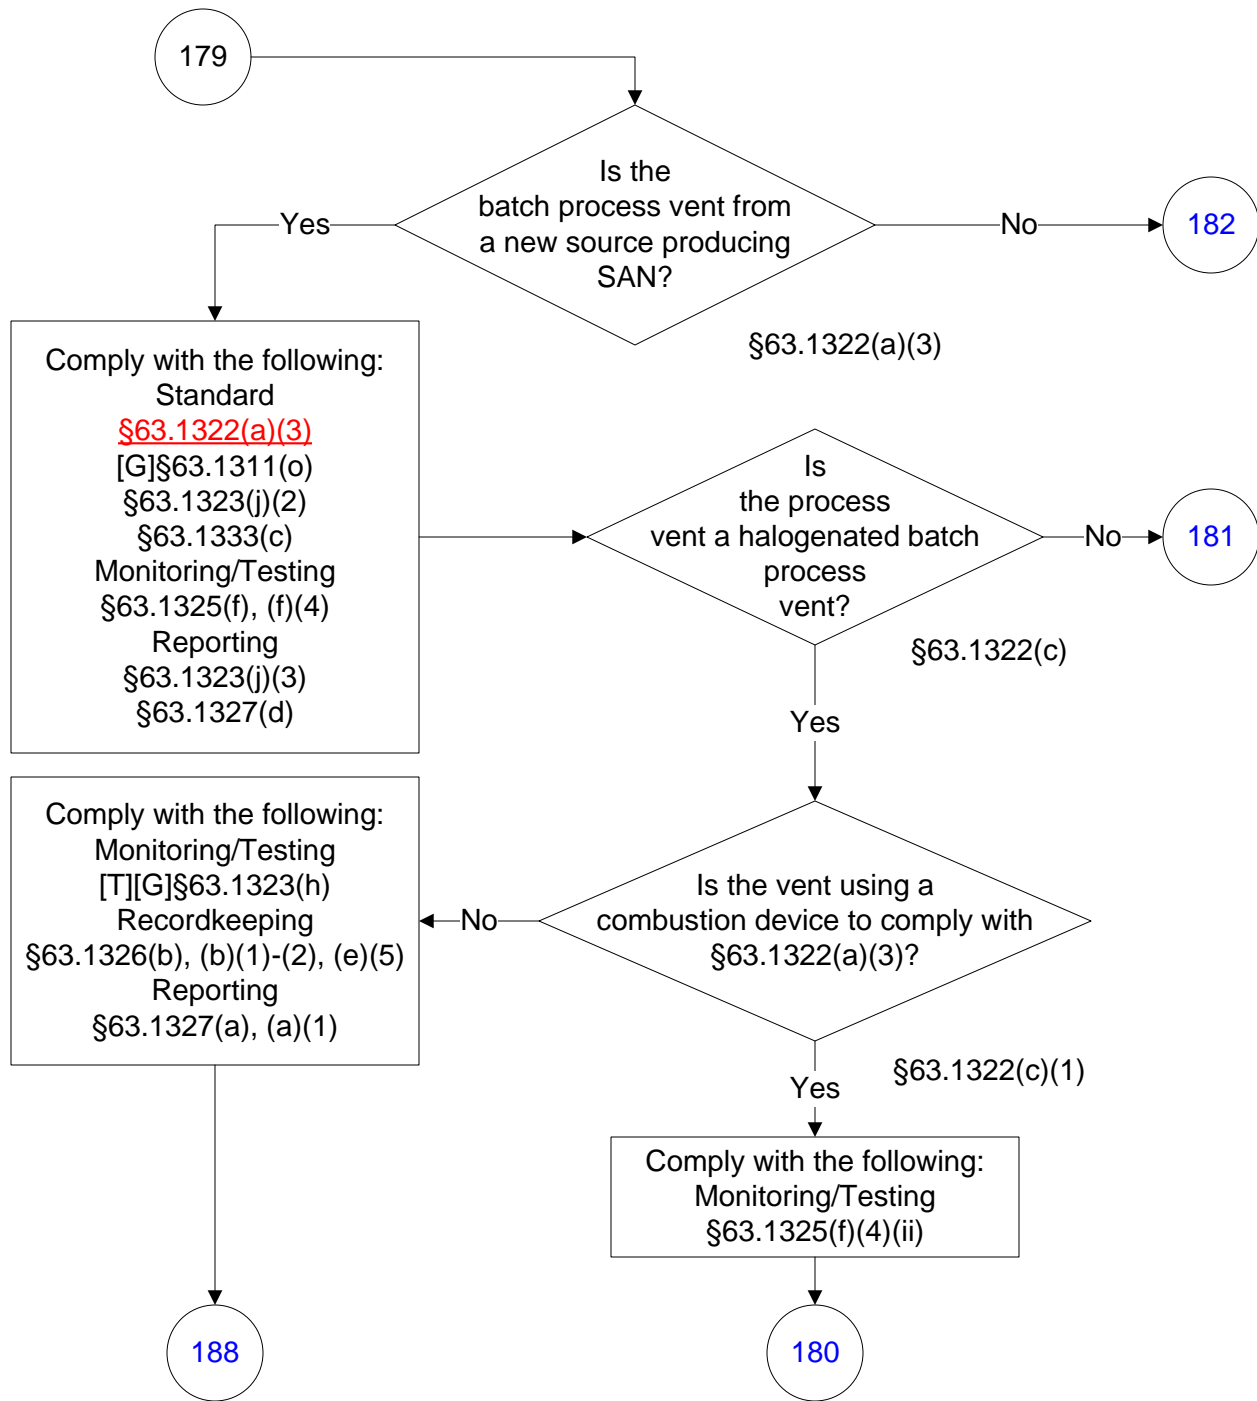 179
Is the
batch process vent from
a new source producing
SAN?
Yes
No
182
§63.1322(a)(3)
Comply with the following:
Standard
§63.1322(a)(3)
[G]§63.1311(o)
§63.1323(j)(2)
§63.1333(c)
Monitoring/Testing
§63.1325(f), (f)(4)
Reporting
§63.1323(j)(3)
§63.1327(d)
Is
the process
vent a halogenated batch
process
vent?
No
181
§63.1322(c)
Yes
Comply with the following:
Monitoring/Testing
[T][G]§63.1323(h)
Recordkeeping
§63.1326(b), (b)(1)-(2), (e)(5)
Reporting
§63.1327(a), (a)(1)
No
Is the vent using a
combustion device to comply with
§63.1322(a)(3)?
§63.1322(c)(1)
Yes
Comply with the following:
Monitoring/Testing
§63.1325(f)(4)(ii)
188
180